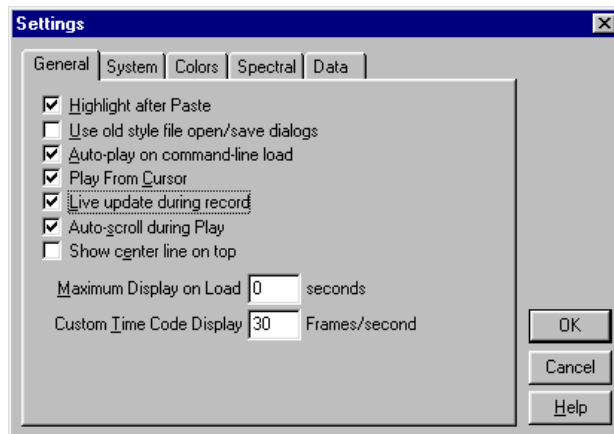 Settings
General System Colors Spectral Data
Highlight after Paste
Use old style file open/save dialogs
Auto-play on command-line load
Play From Cursor
Live update during record
Auto-scroll during Play
Show center line on top
Maximum Display on Load 0 seconds
Custom Time Code Display 30 Frames/second
OK
Cancel
Help